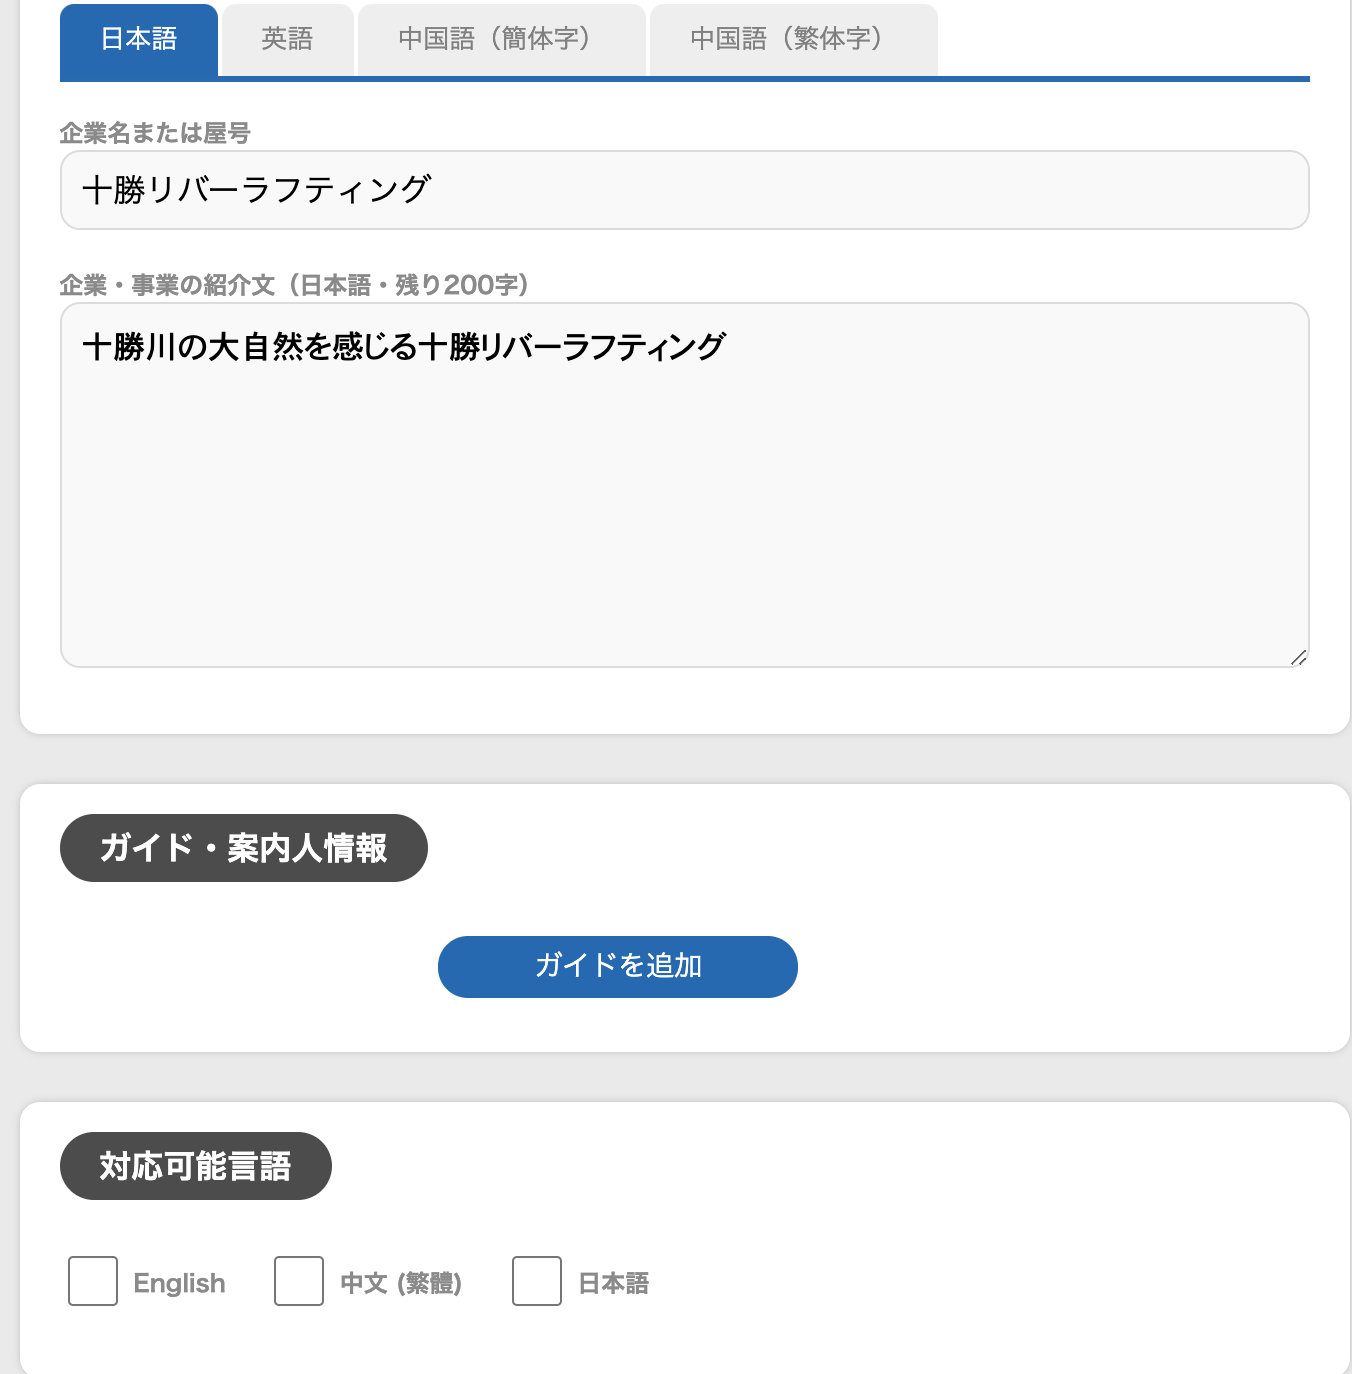 日本語 英語 中国語（簡体字） 中国語（繁体字）
企業名または屋号
十勝リバーラフティング
企業・事業の紹介文（日本語・残り200字）
十勝川の大自然を感じる十勝リバーラフティング
ガイド・案内人情報
ガイドを追加
対応可能言語
English 中文 (繁體) 日本語